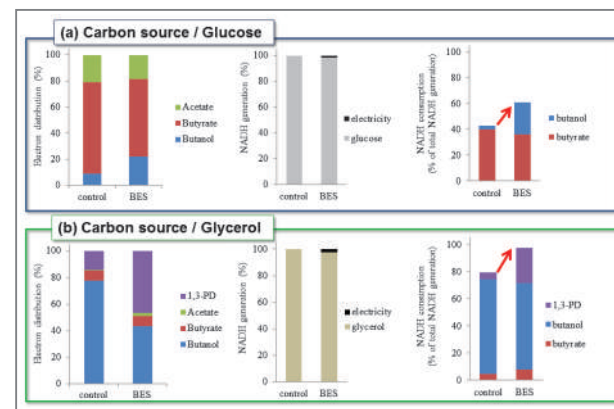 (a) Carbon source / Glucose
Electron distribution (%)
100
80
60
40
20
0
control
BES
Acetate
Butyrate
Butanol
NADH generation (%)
100
80
60
40
20
0
control
BES
electricity
glucose
NADH consumption
(% of total NADH generation)
100
80
60
40
20
0
control
BES
butanol
butyrate
(b) Carbon source / Glycerol
Electron distribution (%)
100
80
60
40
20
0
control
BES
1,3-PD
Acetate
Butyrate
Butanol
NADH generation (%)
100
80
60
40
20
0
control
BES
electricity
glycerol
NADH consumption
(% of total NADH generation)
100
80
60
40
20
0
control
BES
1,3-PD
butanol
butyrate